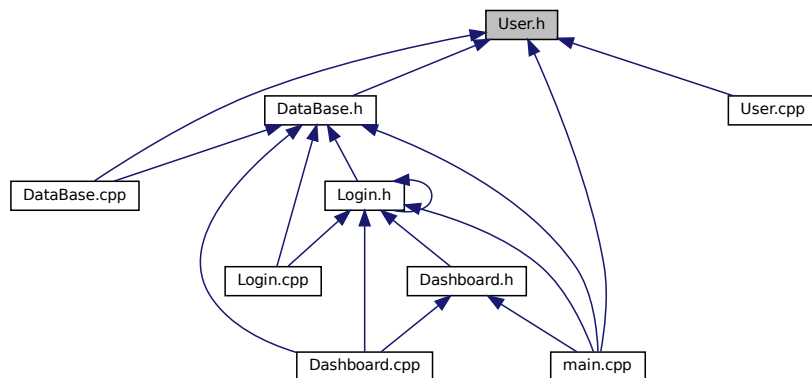 User.h
DataBase.h
User.cpp
DataBase.cpp
Login.h
Login.cpp
Dashboard.h
Dashboard.cpp
main.cpp